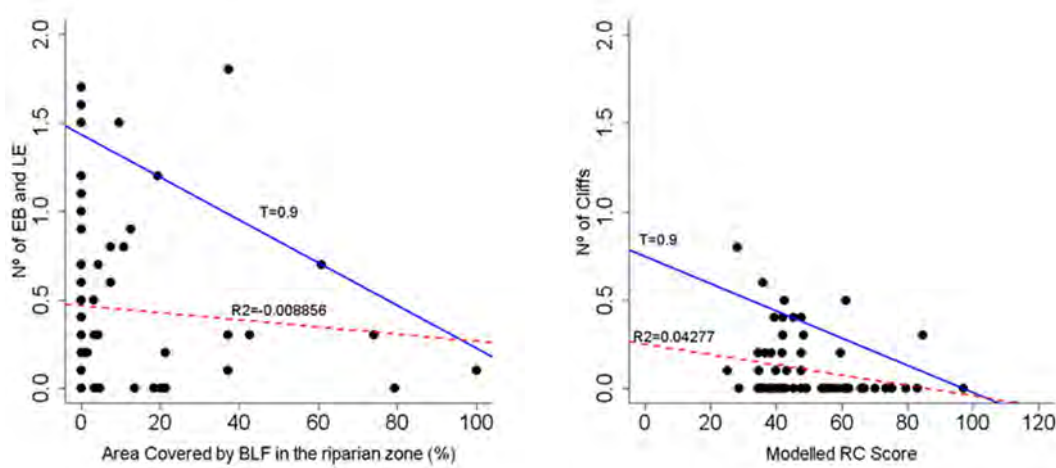 Nº of EB and LE
2.0
1.5
1.0
0.5
0.0
T=0.9
R2=-0.008856
0 20 40 60 80 100
Area Covered by BLF in the riparian zone (%)
Nº of Cliffs
2.0
1.5
1.0
0.5
0.0
T=0.9
R2=0.04277
0 20 40 60 80 100 120
Modelled RC Score